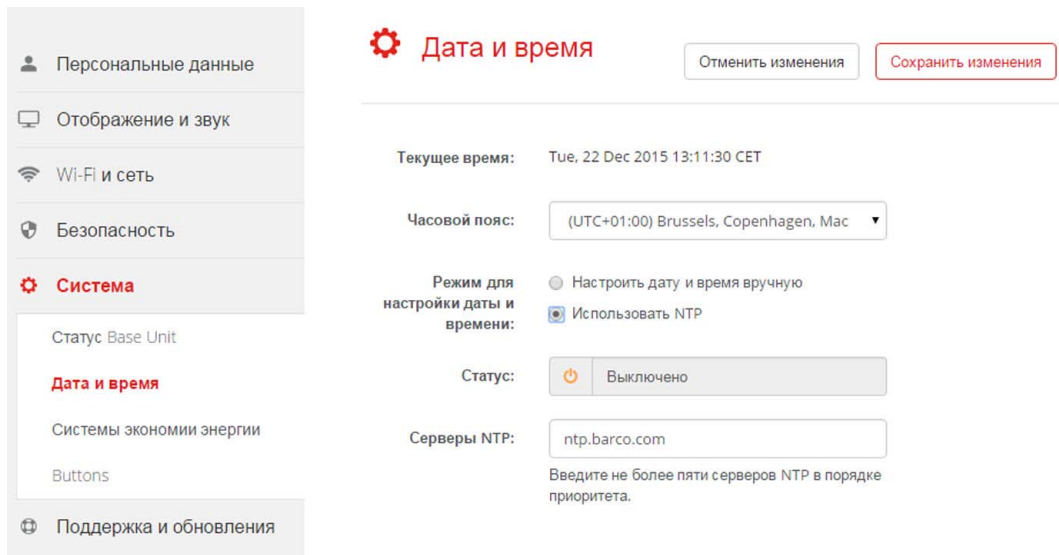 Персональные данные
Отображение и звук
Wi-Fi и сеть
Безопасность
Система
Статус Base Unit
Дата и время
Системы экономии энергии
Buttons
Поддержка и обновления
Дата и время
Отменить изменения
Сохранить изменения
Текущее время:
Tue, 22 Dec 2015 13:11:30 CET
Часовой пояс:
(UTC+01:00) Brussels, Copenhagen, Mac
Режим для
настройки даты и
времени:
Настроить дату и время вручную
Использовать NTP
Статус:
Выключено
Серверы NTP:
ntp.barco.com
Введите не более пяти серверов NTP в порядке
приоритета.